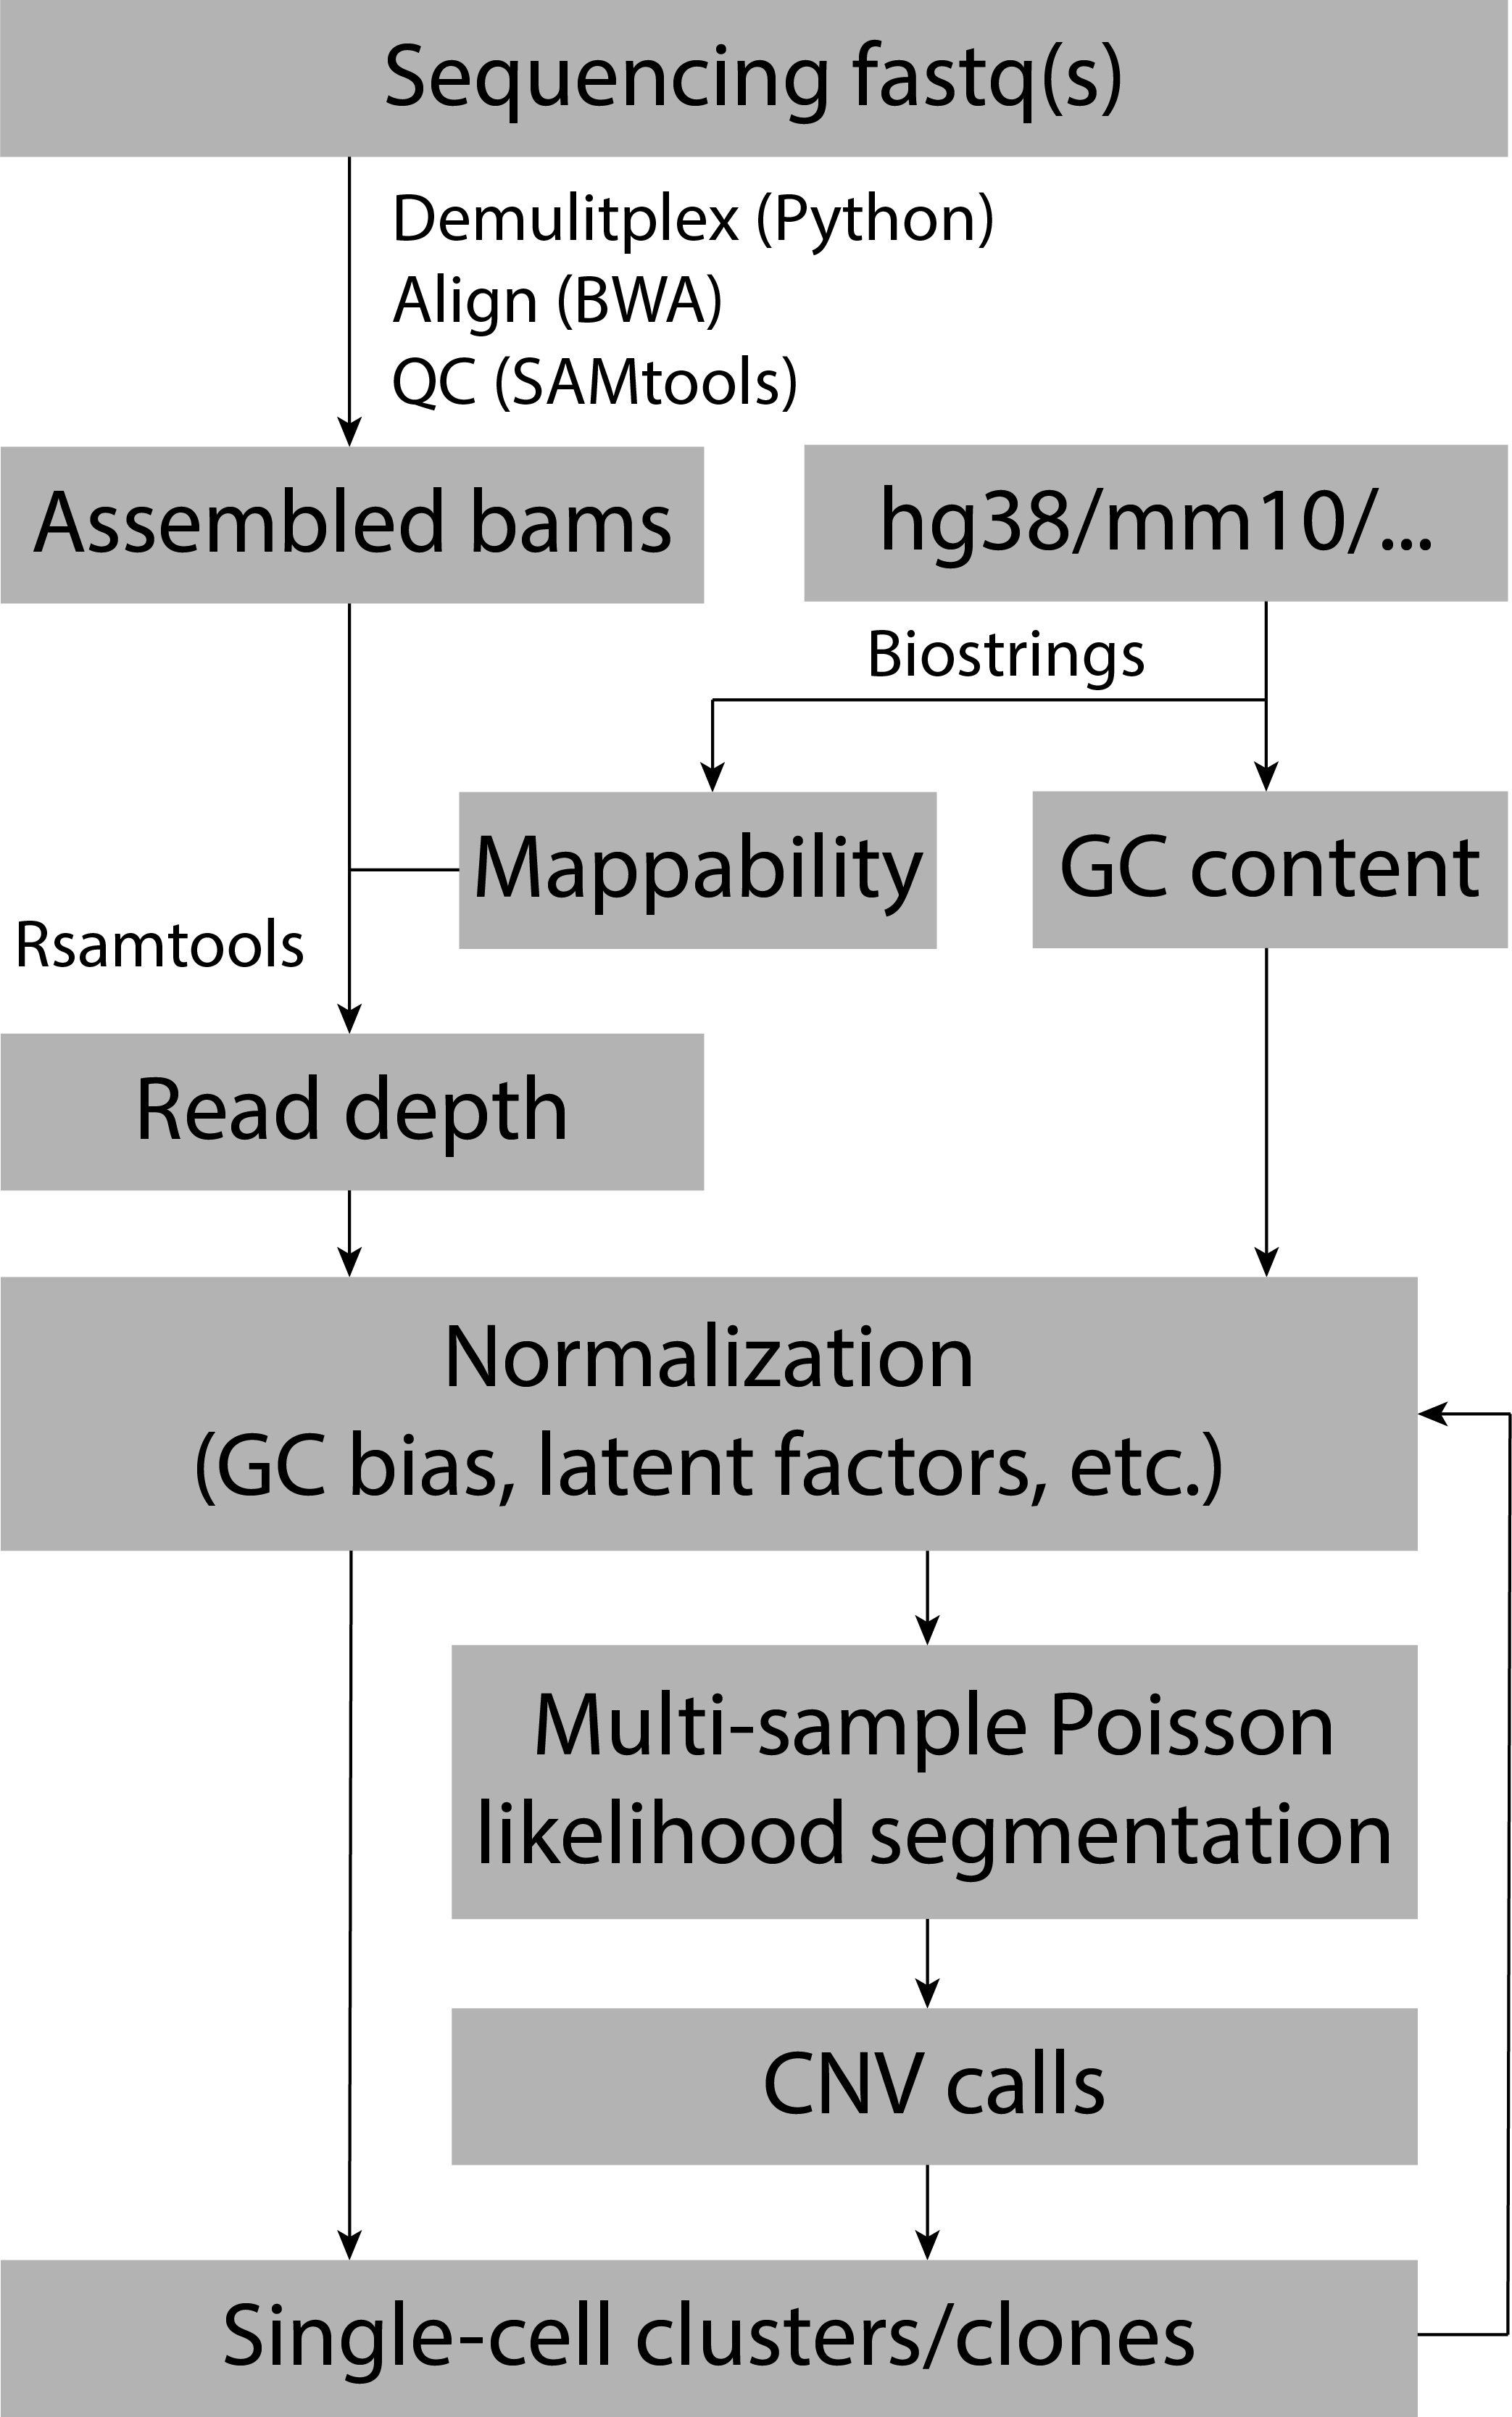 Sequencing fastq(s)
Demulitplex (Python)
Align (BWA)
QC (SAMtools)
Assembled bams
hg38/mm10/...
Biostrings
Mappability
GC content
Rsamtools
Read depth
Normalization
(GC bias, latent factors, etc.)
Multi-sample Poisson
likelihood segmentation
CNV calls
Single-cell clusters/clones